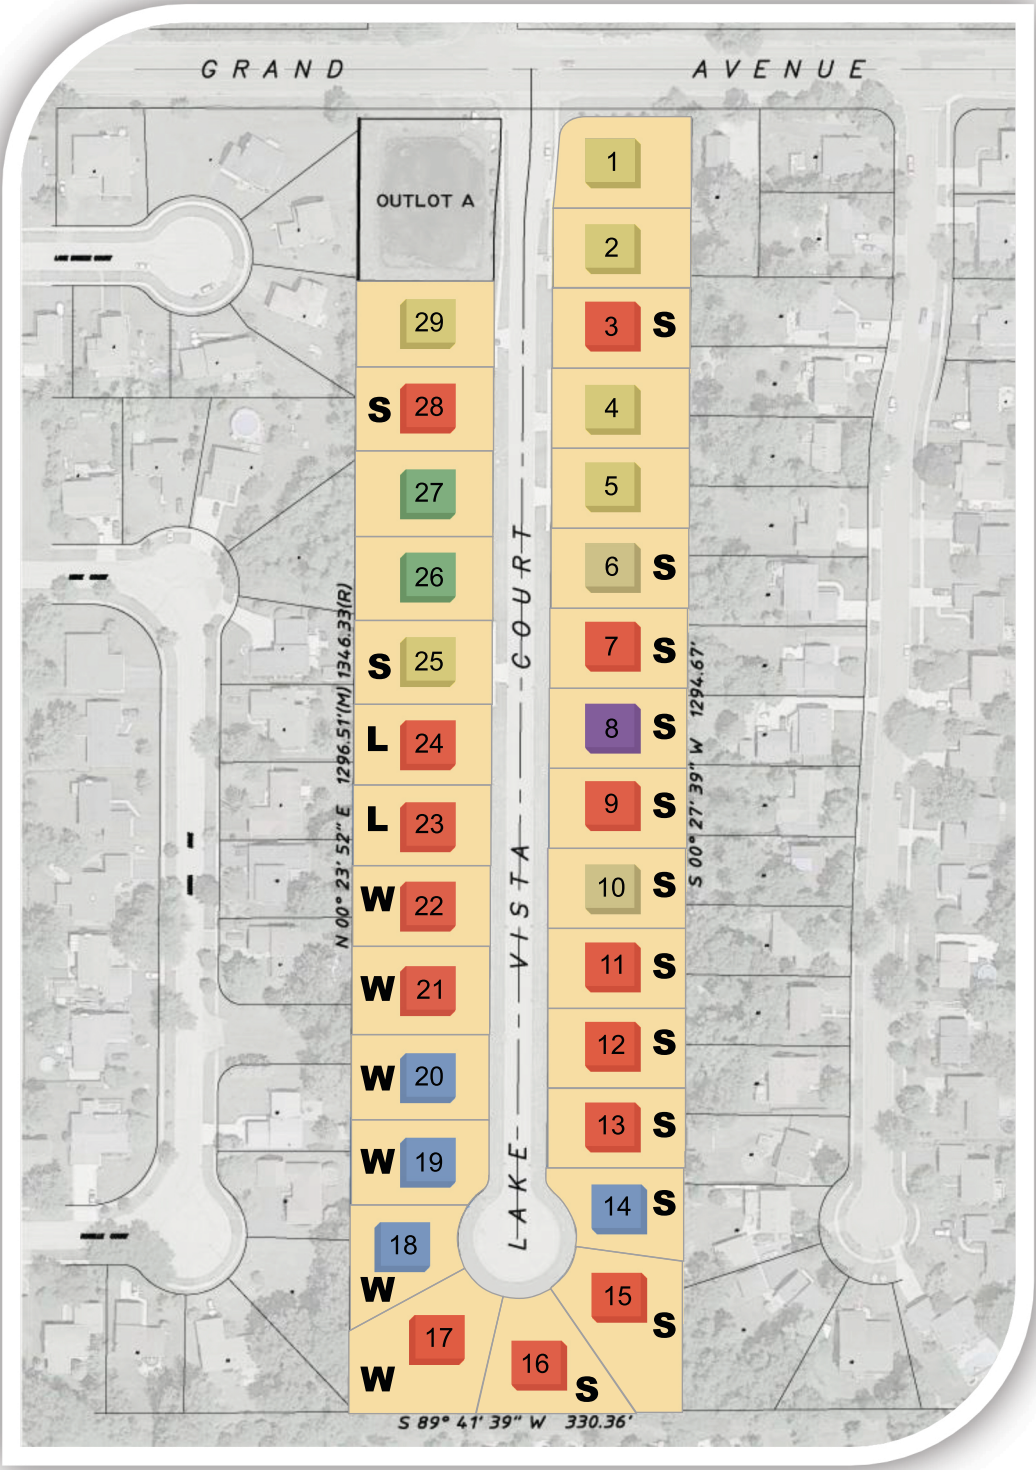 GRAND AVENUE
OUTLOT A
1
2
29
3 S
S 28
4
27
5
26
6 S
S 25
7 S
L 24
8 S
L 23
9 S
W 22
10 S
W 21
11 S
W 20
12 S
W 19
13 S
14 S
18
W
15
S
17
W
16
S
LAKE VISTA COURT
N 00° 23' 52" E 1296.51'(M) 1346.33(R)
S 00° 27' 39" W 1294.67'
S 89° 41' 39" W 330.36'